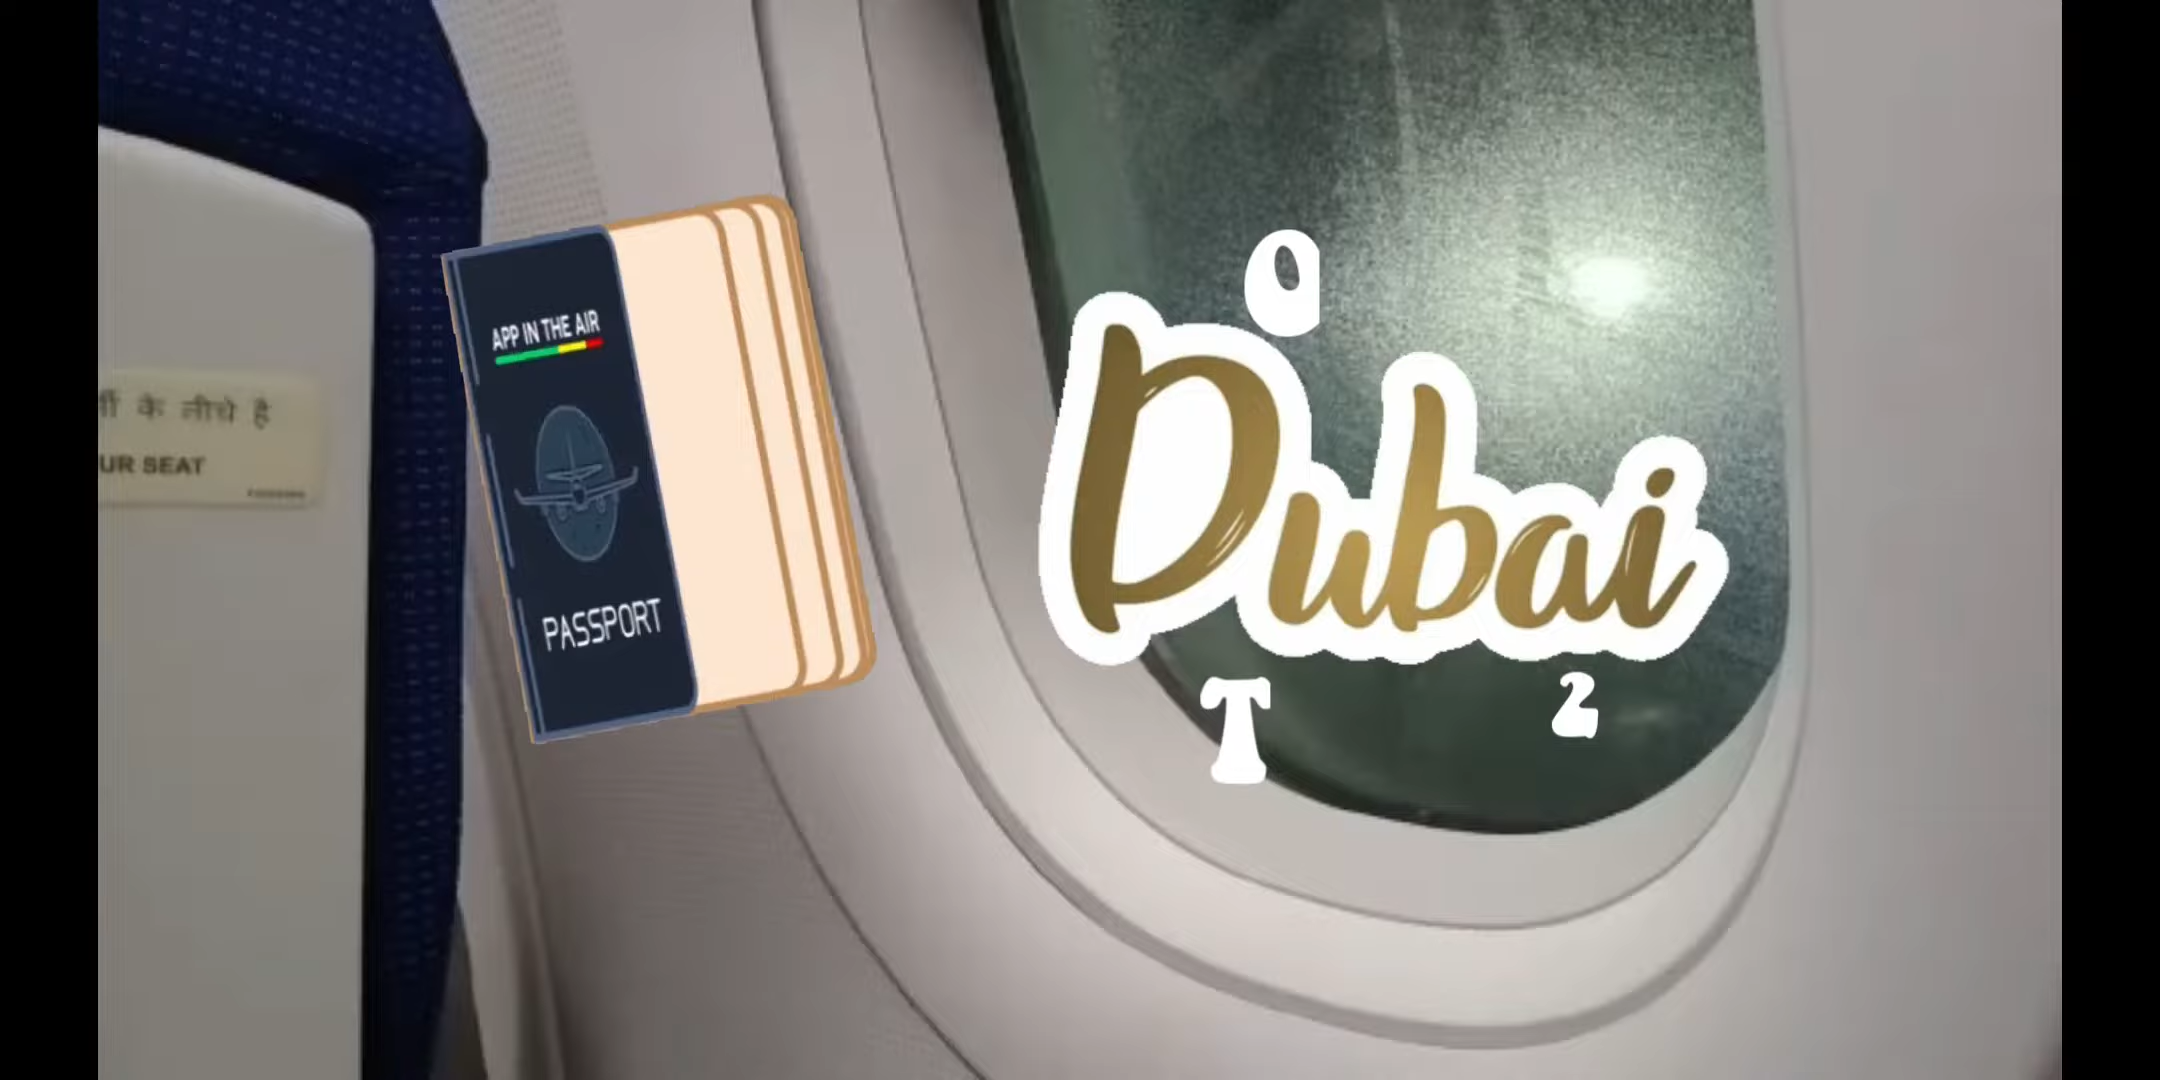 के नीचे है
UR SEAT
APP IN THE AIR
PASSPORT
O
Dubai
T
2